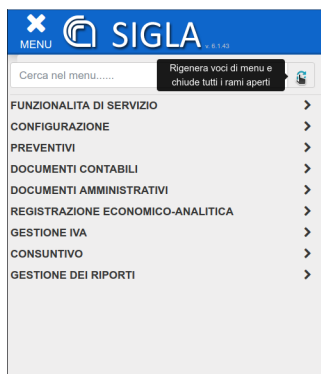 MENU
SIGLA
v. 6.1.43
Cerca nel menu......
Rigenera voci di menu e
chiude tutti i rami aperti
FUNZIONALITA DI SERVIZIO
CONFIGURAZIONE
PREVENTIVI
DOCUMENTI CONTABILI
DOCUMENTI AMMINISTRATIVI
REGISTRAZIONE ECONOMICO-ANALITICA
GESTIONE IVA
CONSUNTIVO
GESTIONE DEI RIPORTI